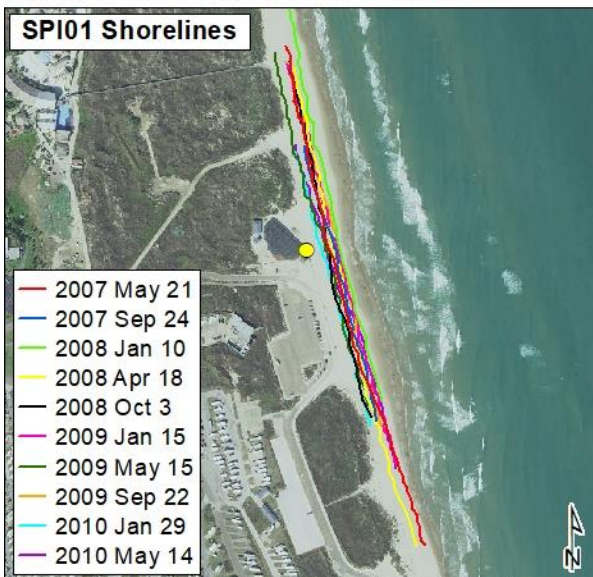 SPI01 Shorelines
2007 May 21
2007 Sep 24
2008 Jan 10
2008 Apr 18
2008 Oct 3
2009 Jan 15
2009 May 15
2009 Sep 22
2010 Jan 29
2010 May 14
N